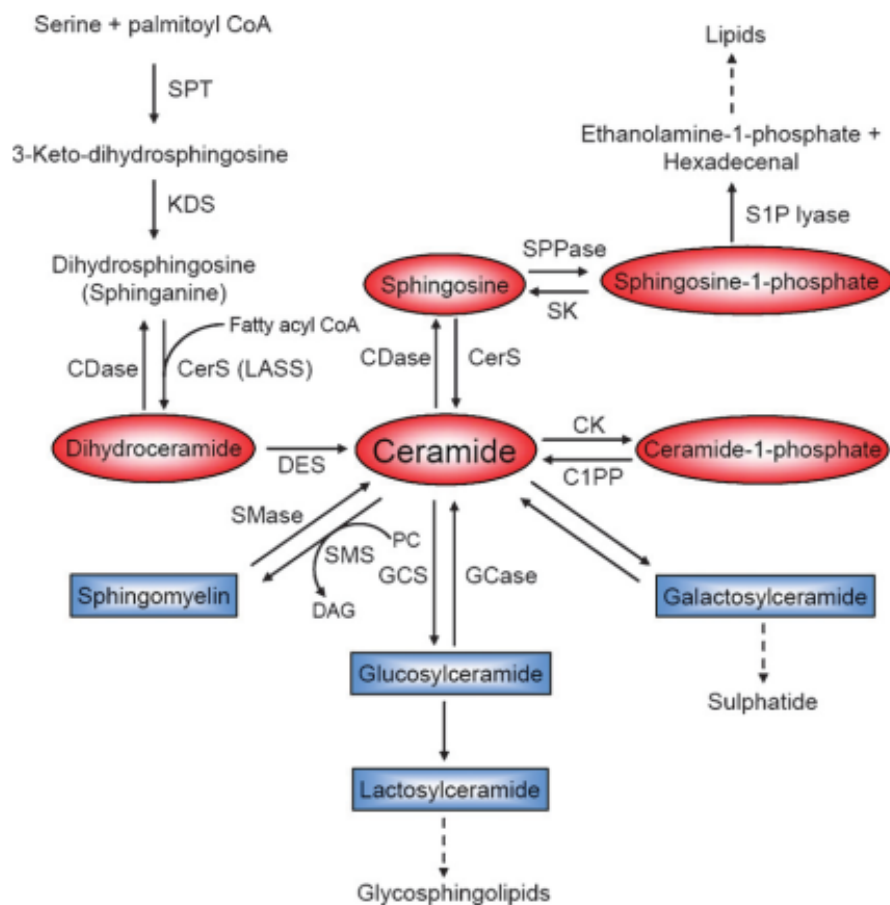 Serine + palmitoyl CoA
SPT
3-Keto-dihydrosphingosine
KDS
Dihydrosphingosine
(Sphinganine)
Fatty acyl CoA
CDase
CerS (LASS)
Dihydroceramide
DES
Lipids
Ethanolamine-1-phosphate +
Hexadecenal
S1P lyase
Sphingosine
SPPase
SK
Sphingosine-1-phosphate
CDase
CerS
Ceramide
CK
C1PP
Ceramide-1-phosphate
SMase
SMS
PC
DAG
Sphingomyelin
GCS
GCase
Glucosylceramide
Lactosylceramide
Glycosphingolipids
Galactosylceramide
Sulphatide